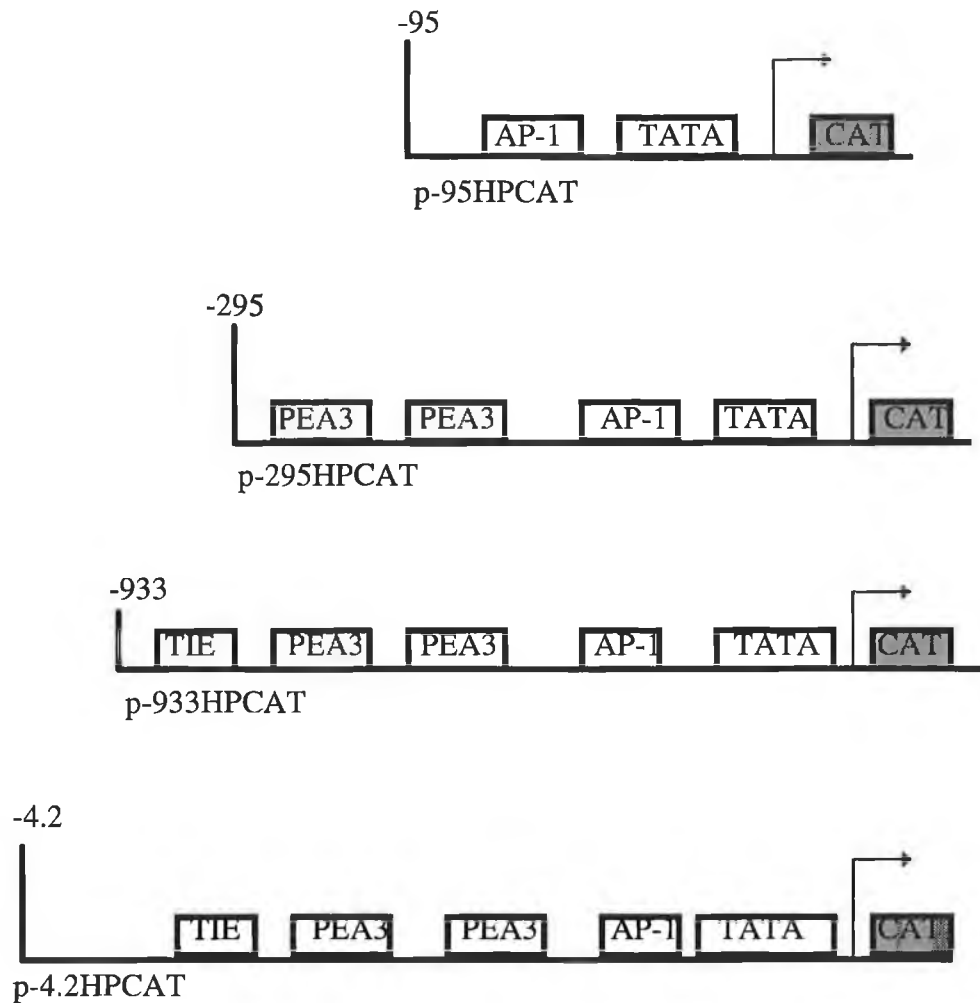 -95
AP-1 TATA CAT
p-95HPCAT
-295
PEA3 PEA3 AP-1 TATA CAT
p-295HPCAT
-933
TIE PEA3 PEA3 AP-1 TATA CAT
p-933HPCAT
-4.2
TIE PEA3 PEA3 AP-1 TATA CAT
p-4.2HPCAT